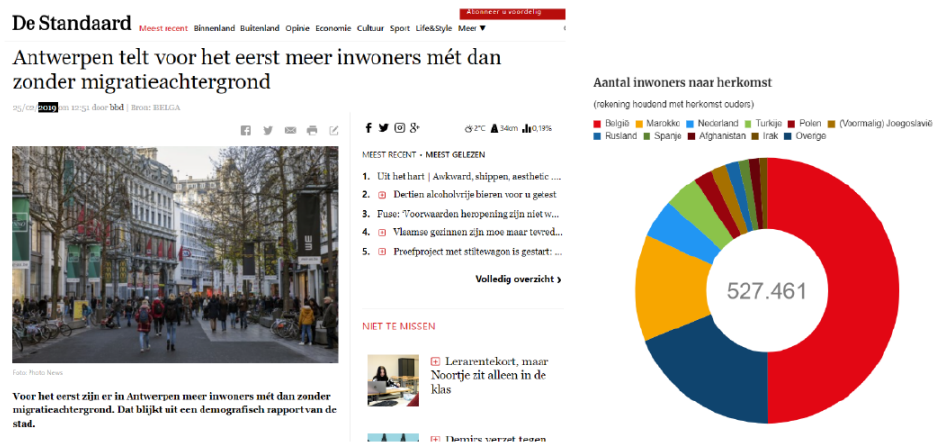 Abonneer u voordelig
De Standaard
Meest recent Binnenland Buitenland Opinie Economie Cultuur Sport Life&Style Meer ▼
Antwerpen telt voor het eerst meer inwoners mét dan
zonder migratieachtergrond
25/02/2019 om 12:51 door bbd | Bron: BELGA
2°C 34km 0,19%
MEEST RECENT • MEEST GELEZEN
1. Uit het hart | Awkward, shippen, aesthetic ....
2. Dertien alcoholvrije bieren voor u getest
3. Fuse: 'Voorwaarden heropening zijn niet w...
4. Vlaamse gezinnen zijn moe maar tevred...
5. Proefproject met stiltewagon is gestart: ...
Volledig overzicht ›
NIET TE MISSEN
Lerarentekort, maar
Noortje zit alleen in de
klas
Demirs verzet tegen
Foto: Photo News
Voor het eerst zijn er in Antwerpen meer inwoners mét dan zonder
migratieachtergrond. Dat blijkt uit een demografisch rapport van de
stad.
Aantal inwoners naar herkomst
(rekening houdend met herkomst ouders)
België Marokko Nederland Turkije Polen (Voormalig) Joegoslavië
Rusland Spanje Afghanistan Irak Overige
527.461